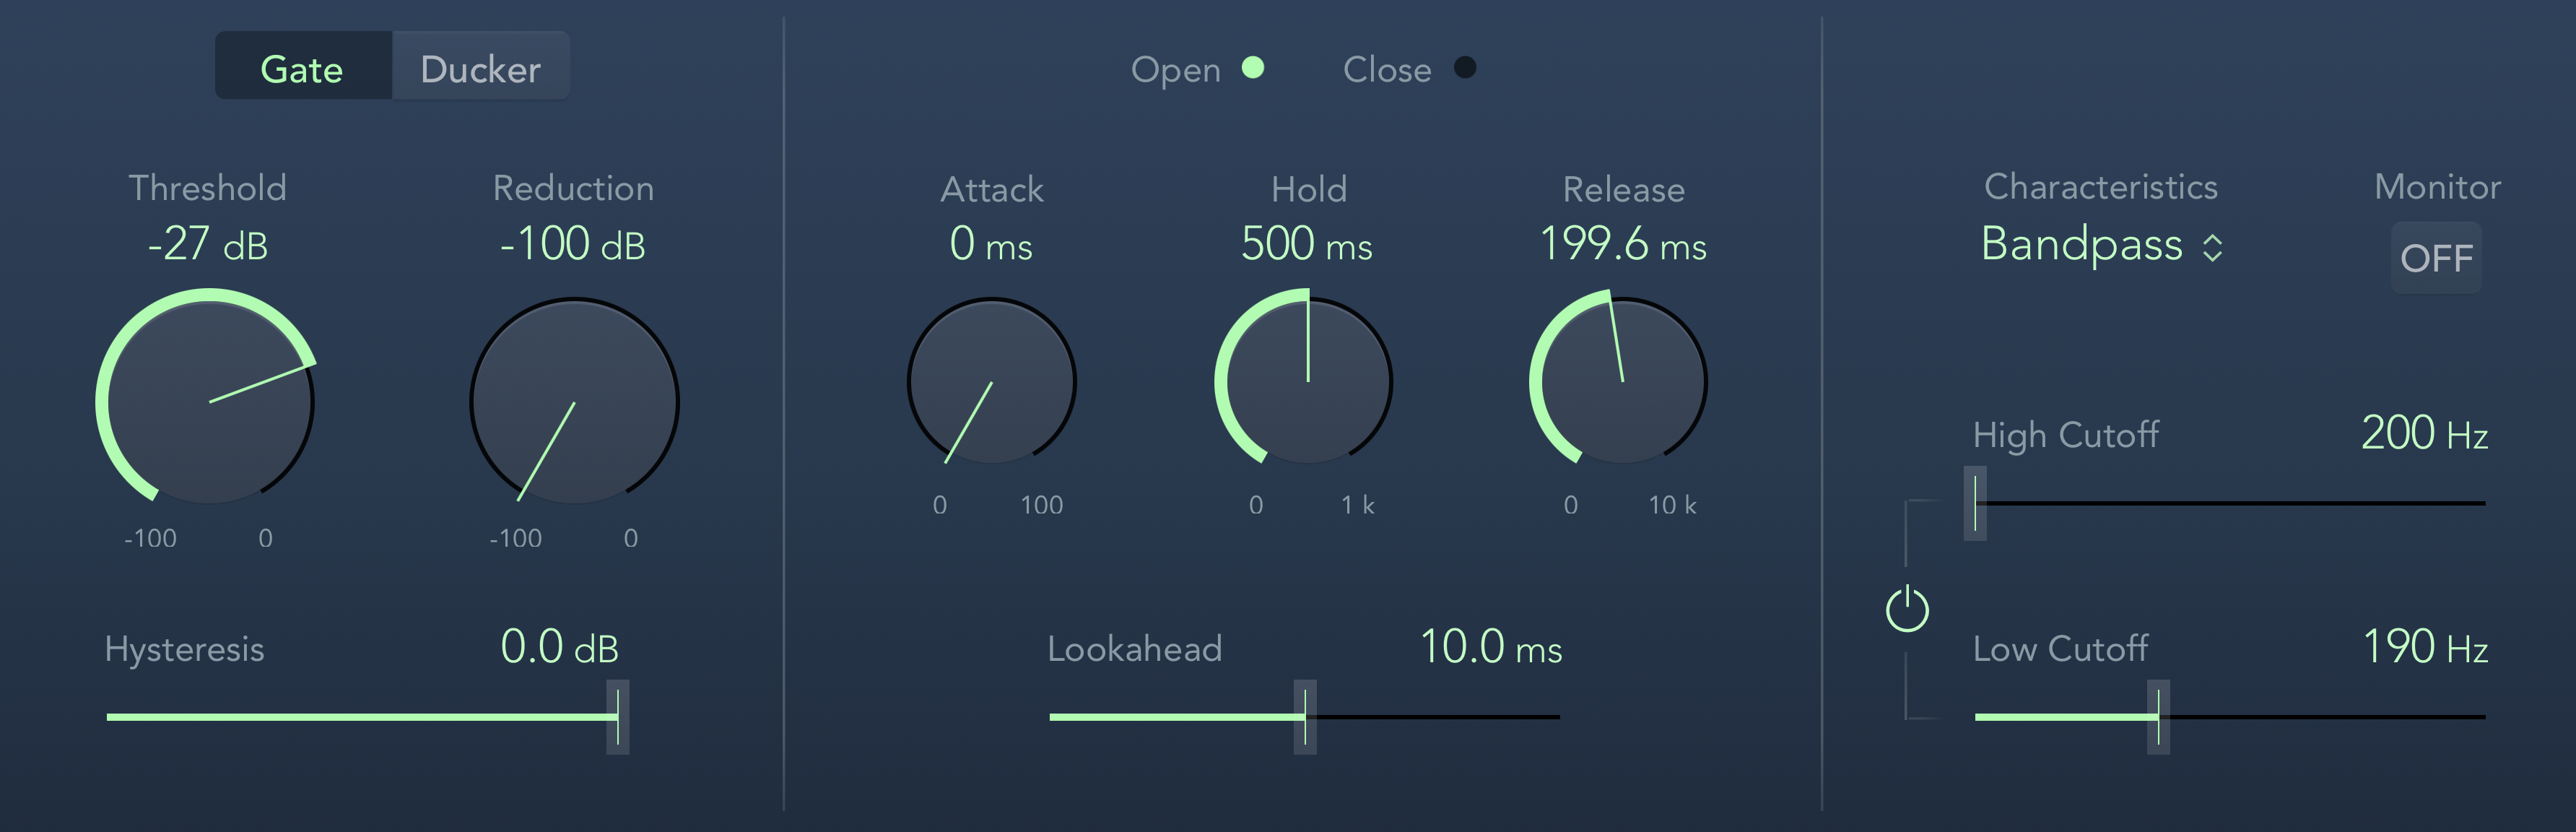 Gate Ducker
Threshold Reduction
-27 dB -100 dB
-100 0 -100 0
Hysteresis 0.0 dB
Open Close
Attack Hold Release
0 ms 500 ms 199.6 ms
0 100 0 1 k 0 10 k
Lookahead 10.0 ms
Characteristics Monitor
Bandpass OFF
High Cutoff 200 Hz
Low Cutoff 190 Hz